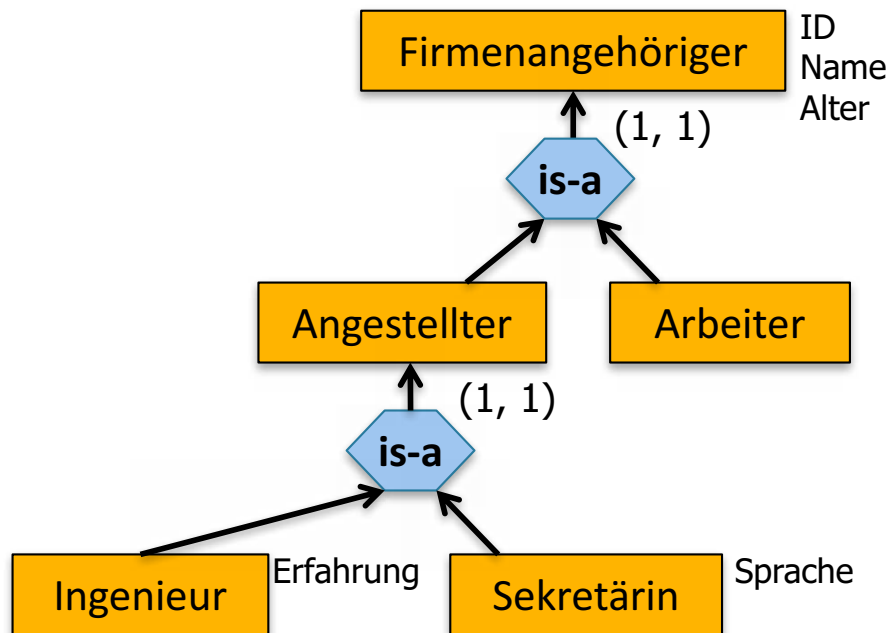 Firmenangehöriger
ID
Name
Alter
(1, 1)
is-a
Angestellter
Arbeiter
(1, 1)
is-a
Ingenieur
Erfahrung
Sekretärin
Sprache